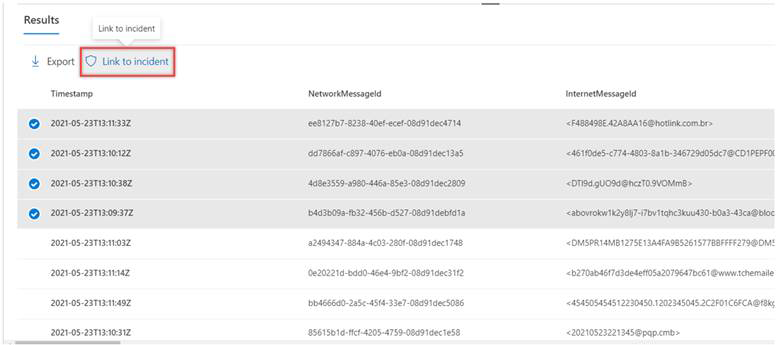 Results
Link to incident
Export Link to incident
Timestamp NetworkMessageId InternetMessageId
2021-05-23T13:11:33Z ee8127b7-8238-40ef-ecef-08d91dec4714 <F488498E.42A8AA16@hotlink.com.br>
2021-05-23T13:10:12Z dd7866af-c897-4076-eb0a-08d91dec13a5 <461f0de5-c774-4803-8a1b-346729d05dc7@CD1PEPF00
2021-05-23T13:10:38Z 4d8e3559-a980-446a-85e3-08d91dec2809 <DTI9d.gUO9d@hczT0.9VOMmB>
2021-05-23T13:09:37Z b4d3b09a-fb32-456b-d527-08d91debfd1a <abovrokw1k2y8lj7-i7bv1tqhc3kuu430-b0a3-43ca@bloo
2021-05-23T13:11:03Z a2494347-884a-4c03-280f-08d91dec1748 <DM5PR14MB1275E13A4FA9B5261577BBFFFF279@DM5
2021-05-23T13:11:14Z 0e20221d-bdd0-46e4-9bf2-08d91dec31f2 <b270ab46f7d3de4eff05a2079647bc61@www.tchemaile
2021-05-23T13:11:49Z bb4666d0-2a5c-45f4-33e7-08d91dec5086 <454505454512230450.1202345045.2C2F01C6FCA@f8kg
2021-05-23T13:10:31Z 85615b1d-ffcf-4205-4759-08d91dec1e58 <20210523221345@pqp.cmb>